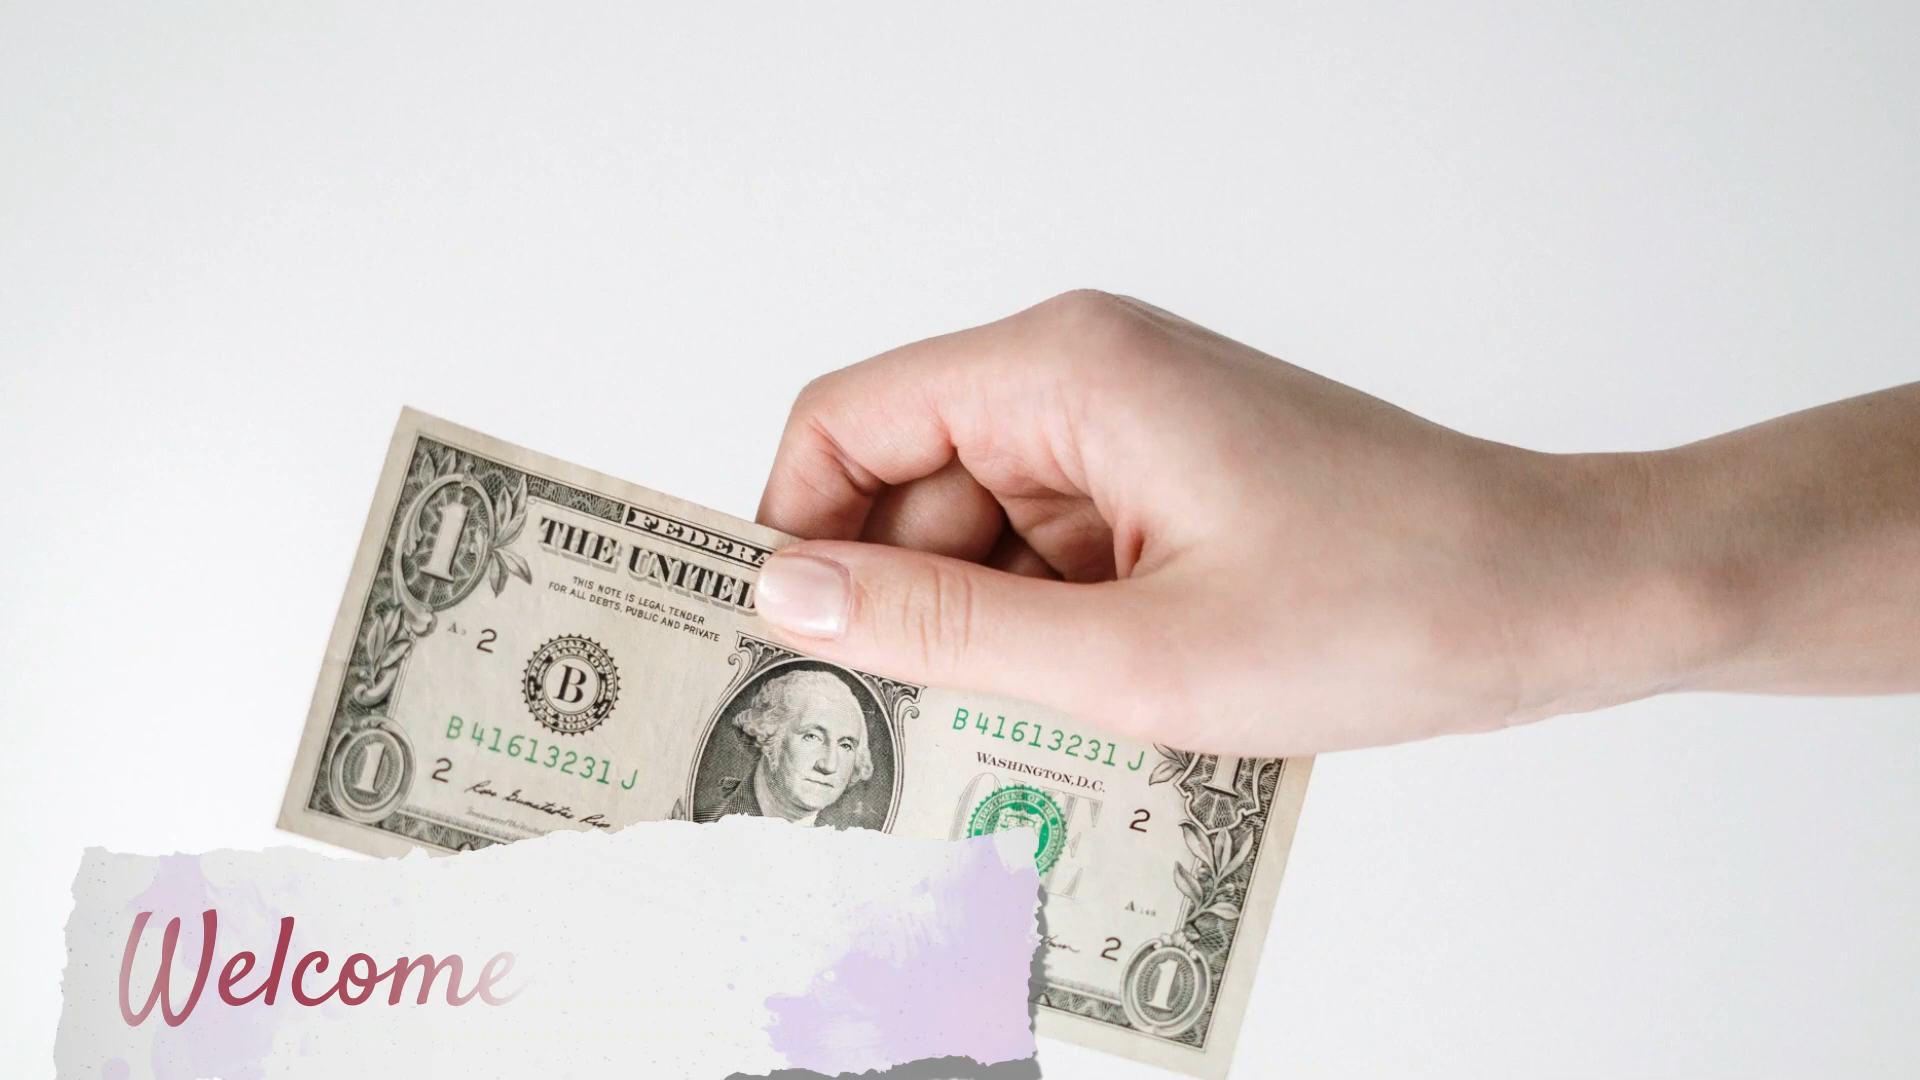 1
FEDERA
THE UNITED
THIS NOTE IS LEGAL TENDER
FOR ALL DEBTS, PUBLIC AND PRIVATE
2
B
B 41613231 J
B 41613231 J
WASHINGTON, D.C.
1
2
1
2
2
1
Welcome